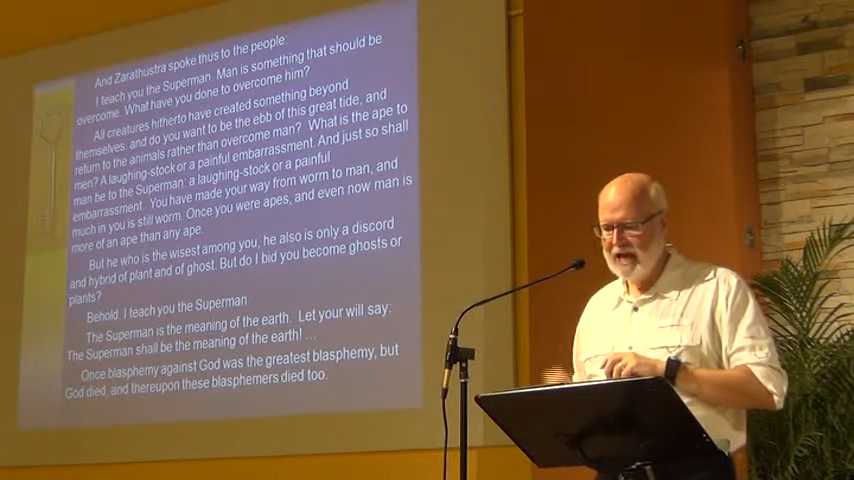 And Zarathustra spoke thus to the people:
I teach you the Superman. Man is something that should be
overcome. What have you done to overcome him?
All creatures hitherto have created something beyond
themselves: and do you want to be the ebb of this great tide, and
return to the animals rather than overcome man? What is the ape to
men? A laughing-stock or a painful embarrassment. And just so shall
man be to the Superman: a laughing-stock or a painful
embarrassment. You have made your way from worm to man, and
much in you is still worm. Once you were apes, and even now man is
more of an ape than any ape.
But he who is the wisest among you, he also is only a discord
and hybrid of plant and of ghost. But do I bid you become ghosts or
plants?
Behold. I teach you the Superman
The Superman is the meaning of the earth. Let your will say:
The Superman shall be the meaning of the earth! ...
Once blasphemy against God was the greatest blasphemy, but
God died, and thereupon these blasphemers died too.